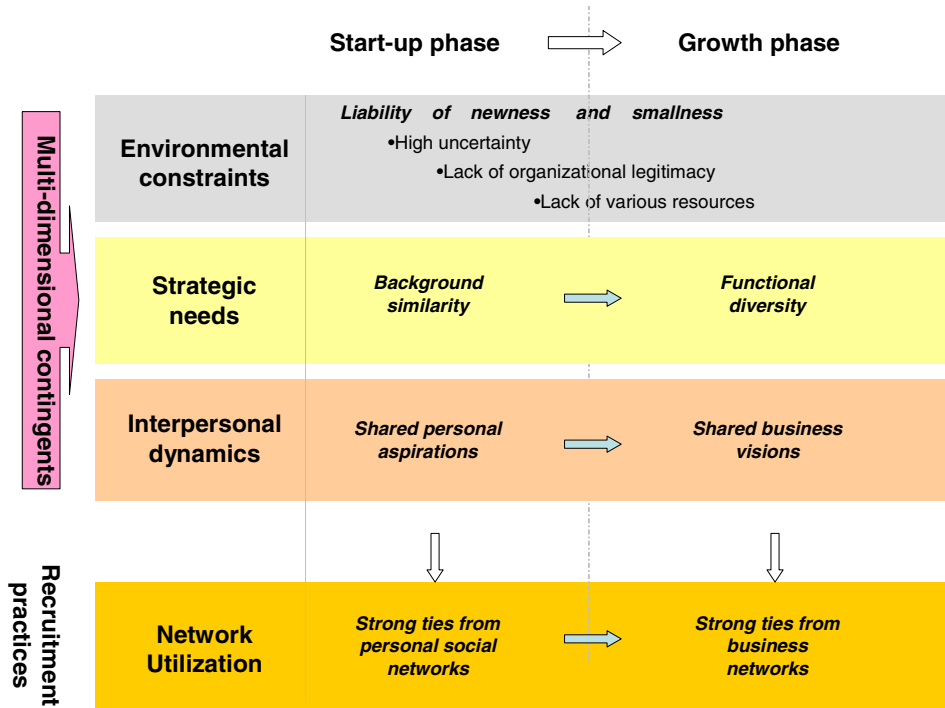 Start-up phase
Growth phase
Multi-dimensional contingents
Environmental
constraints
Liability of newness and smallness
•High uncertainty
•Lack of organizational legitimacy
•Lack of various resources
Strategic
needs
Background
similarity
Functional
diversity
Interpersonal
dynamics
Shared personal
aspirations
Shared business
visions
Recruitment
practices
Network
Utilization
Strong ties from
personal social
networks
Strong ties from
business
networks